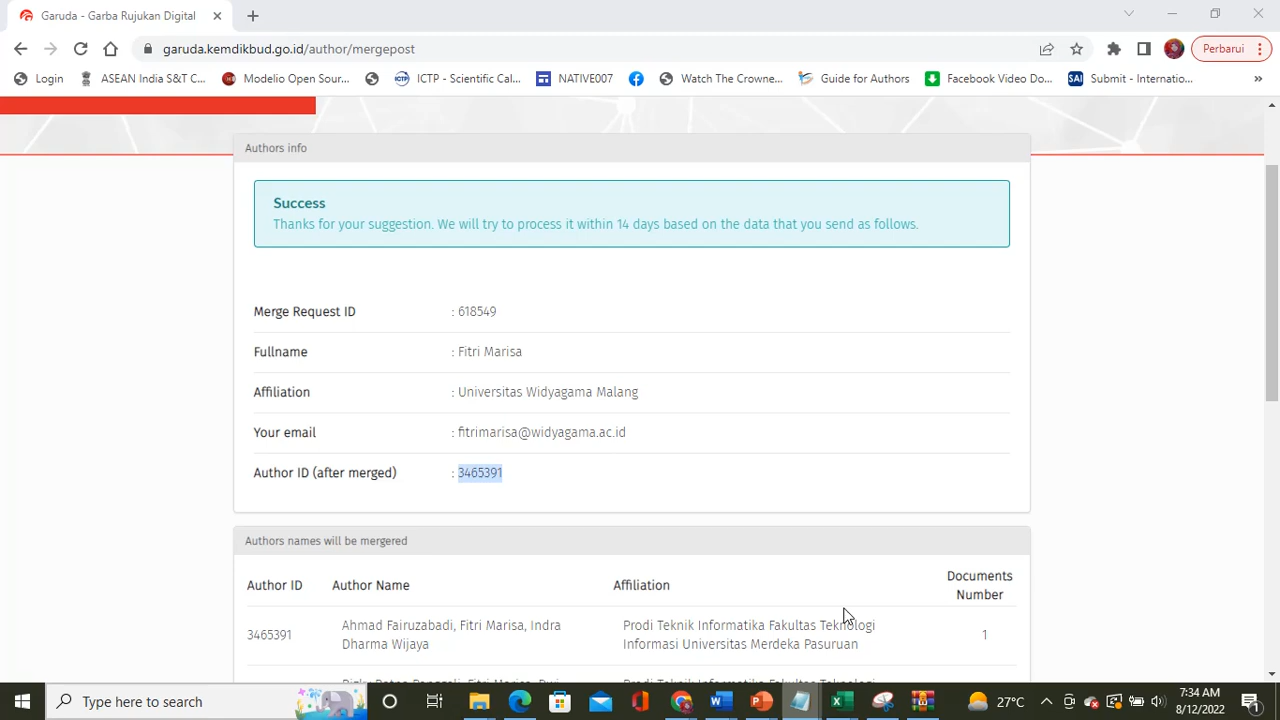 Garuda - Garba Rujukan Digital
garuda.kemdikbud.go.id/author/mergepost
Perbarui
Login
ASEAN India S&T C...
Modelio Open Sour...
ICTP - Scientific Cal...
NATIVE007
Watch The Crowne...
Guide for Authors
Facebook Video Do...
SAI
Submit - Internatio...
»
Authors info
Success
Thanks for your suggestion. We will try to process it within 14 days based on the data that you send as follows.
Merge Request ID : 618549
Fullname : Fitri Marisa
Affiliation : Universitas Widyagama Malang
Your email : fitrimarisa@widyagama.ac.id
Author ID (after merged) : 3465391
Authors names will be mergered
Author ID Author Name Affiliation Documents Number
3465391 Ahmad Fairuzabadi, Fitri Marisa, Indra Dharma Wijaya Prodi Teknik Informatika Fakultas Teknologi Informasi Universitas Merdeka Pasuruan 1
Type here to search
27°C
7:34 AM
8/12/2022